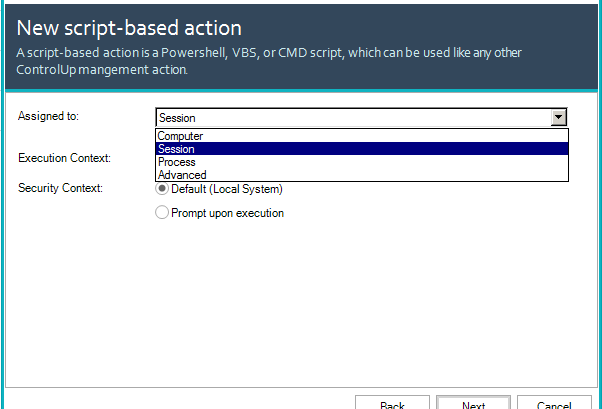 New script-based action
A script-based action is a Powershell, VBS, or CMD script, which can be used like any other
ControlUp mangement action.
Assigned to:
Session
Computer
Session
Process
Advanced
Execution Context:
Security Context:
Default (Local System)
Prompt upon execution
Back
Next
Cancel